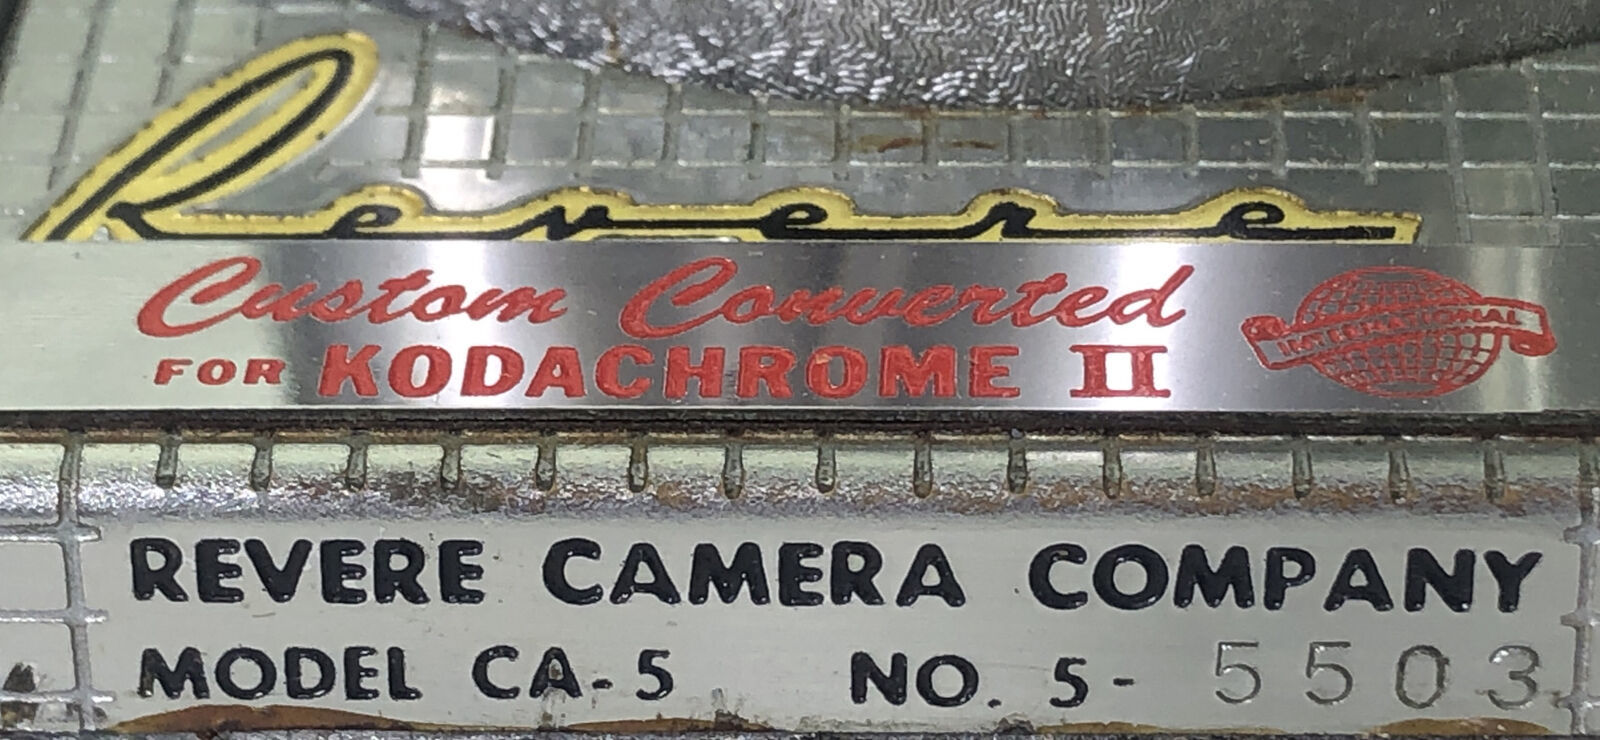 Revere
Custom Converted
FOR KODACHROME II
INTERNATIONAL
REVERE CAMERA COMPANY
MODEL CA-5 NO. 5-5503